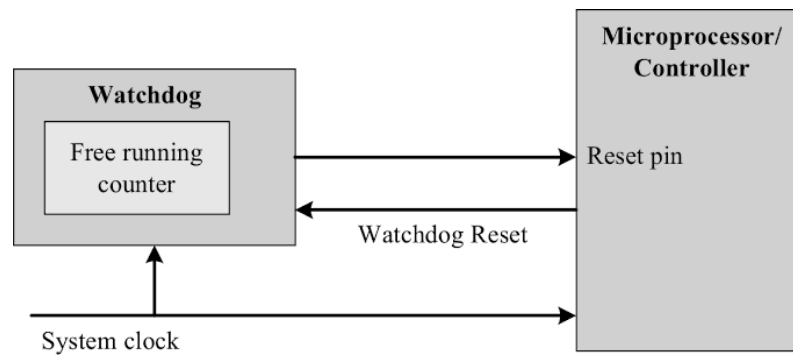 Microprocessor/
Controller
Watchdog
Free running
counter
Reset pin
Watchdog Reset
System clock